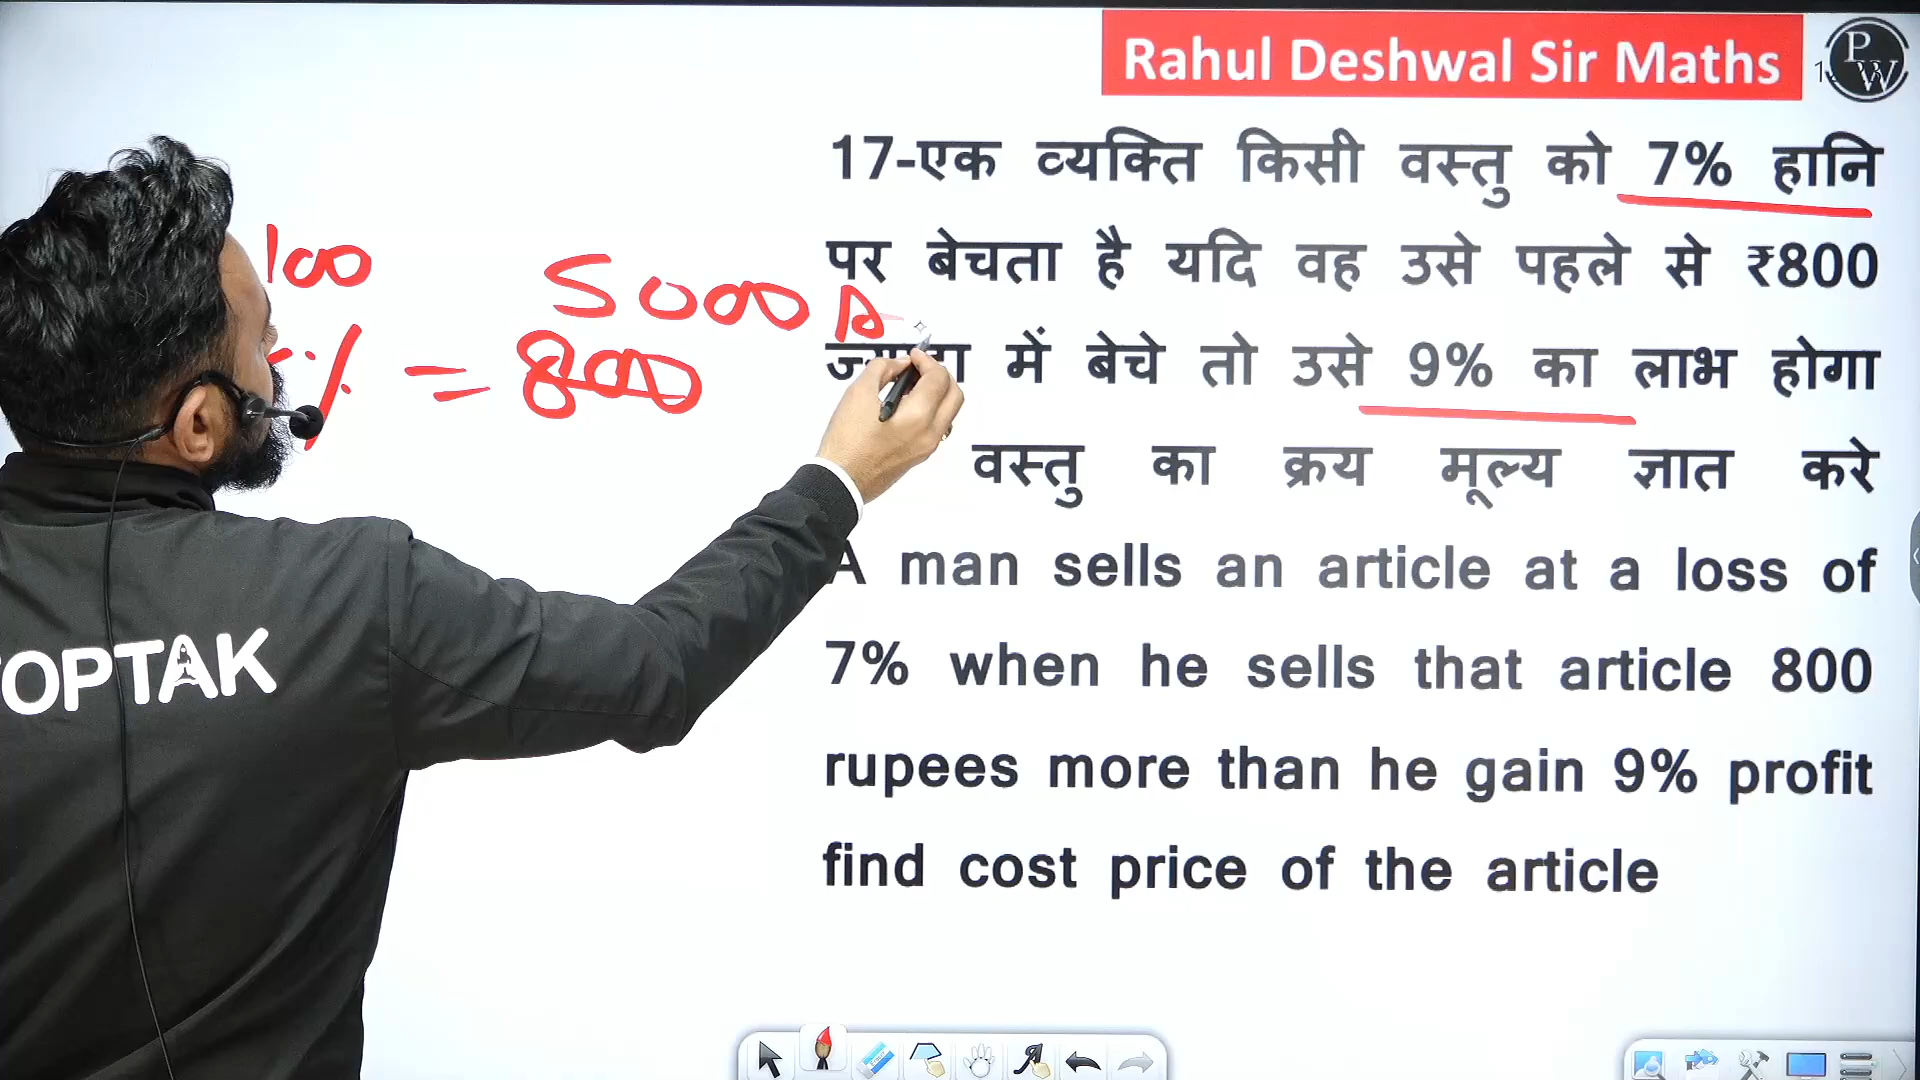 Rahul Deshwal Sir Maths
PW
17-एक व्यक्ति किसी वस्तु को 7% हानि
पर बेचता है यदि वह उसे पहले से ₹800
में बेचे तो उसे 9% का लाभ होगा
वस्तु का क्रय मूल्य ज्ञात करे
A man sells an article at a loss of
7% when he sells that article 800
rupees more than he gain 9% profit
find cost price of the article
100
5000 A
% = 800
OPTAK